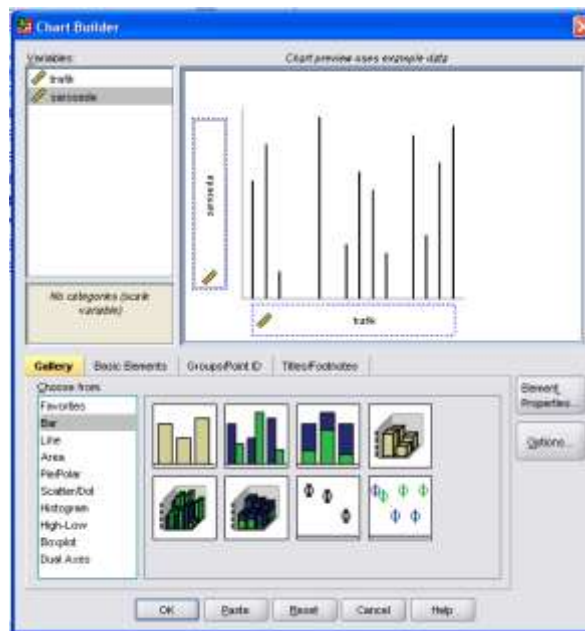 Chart Builder
Variables:
Chart preview uses example data
trafik
No categories (scale
variable)
trafik
Gallery
Basic Elements
Groups/Point ID
Titles/Footnotes
Choose from:
Favorites
Bar
Line
Area
Pie/Polar
Scatter/Dot
Histogram
High-Low
Boxplot
Dual Axes
Element
Properties...
Options...
OK
Paste
Reset
Cancel
Help